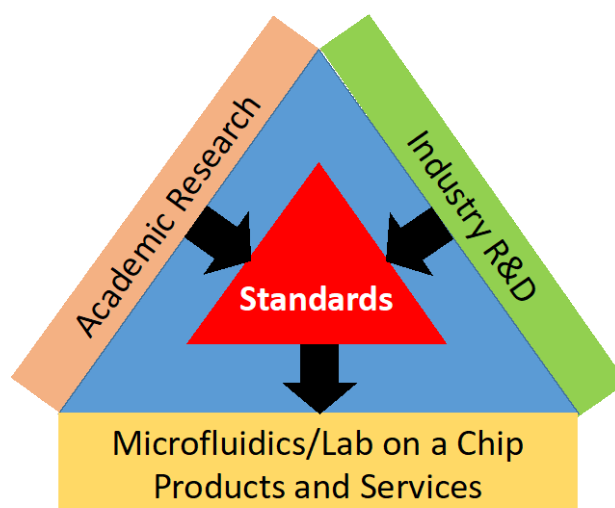 Academic Research
Industry R&D
Standards
Microfluidics/Lab on a Chip
Products and Services